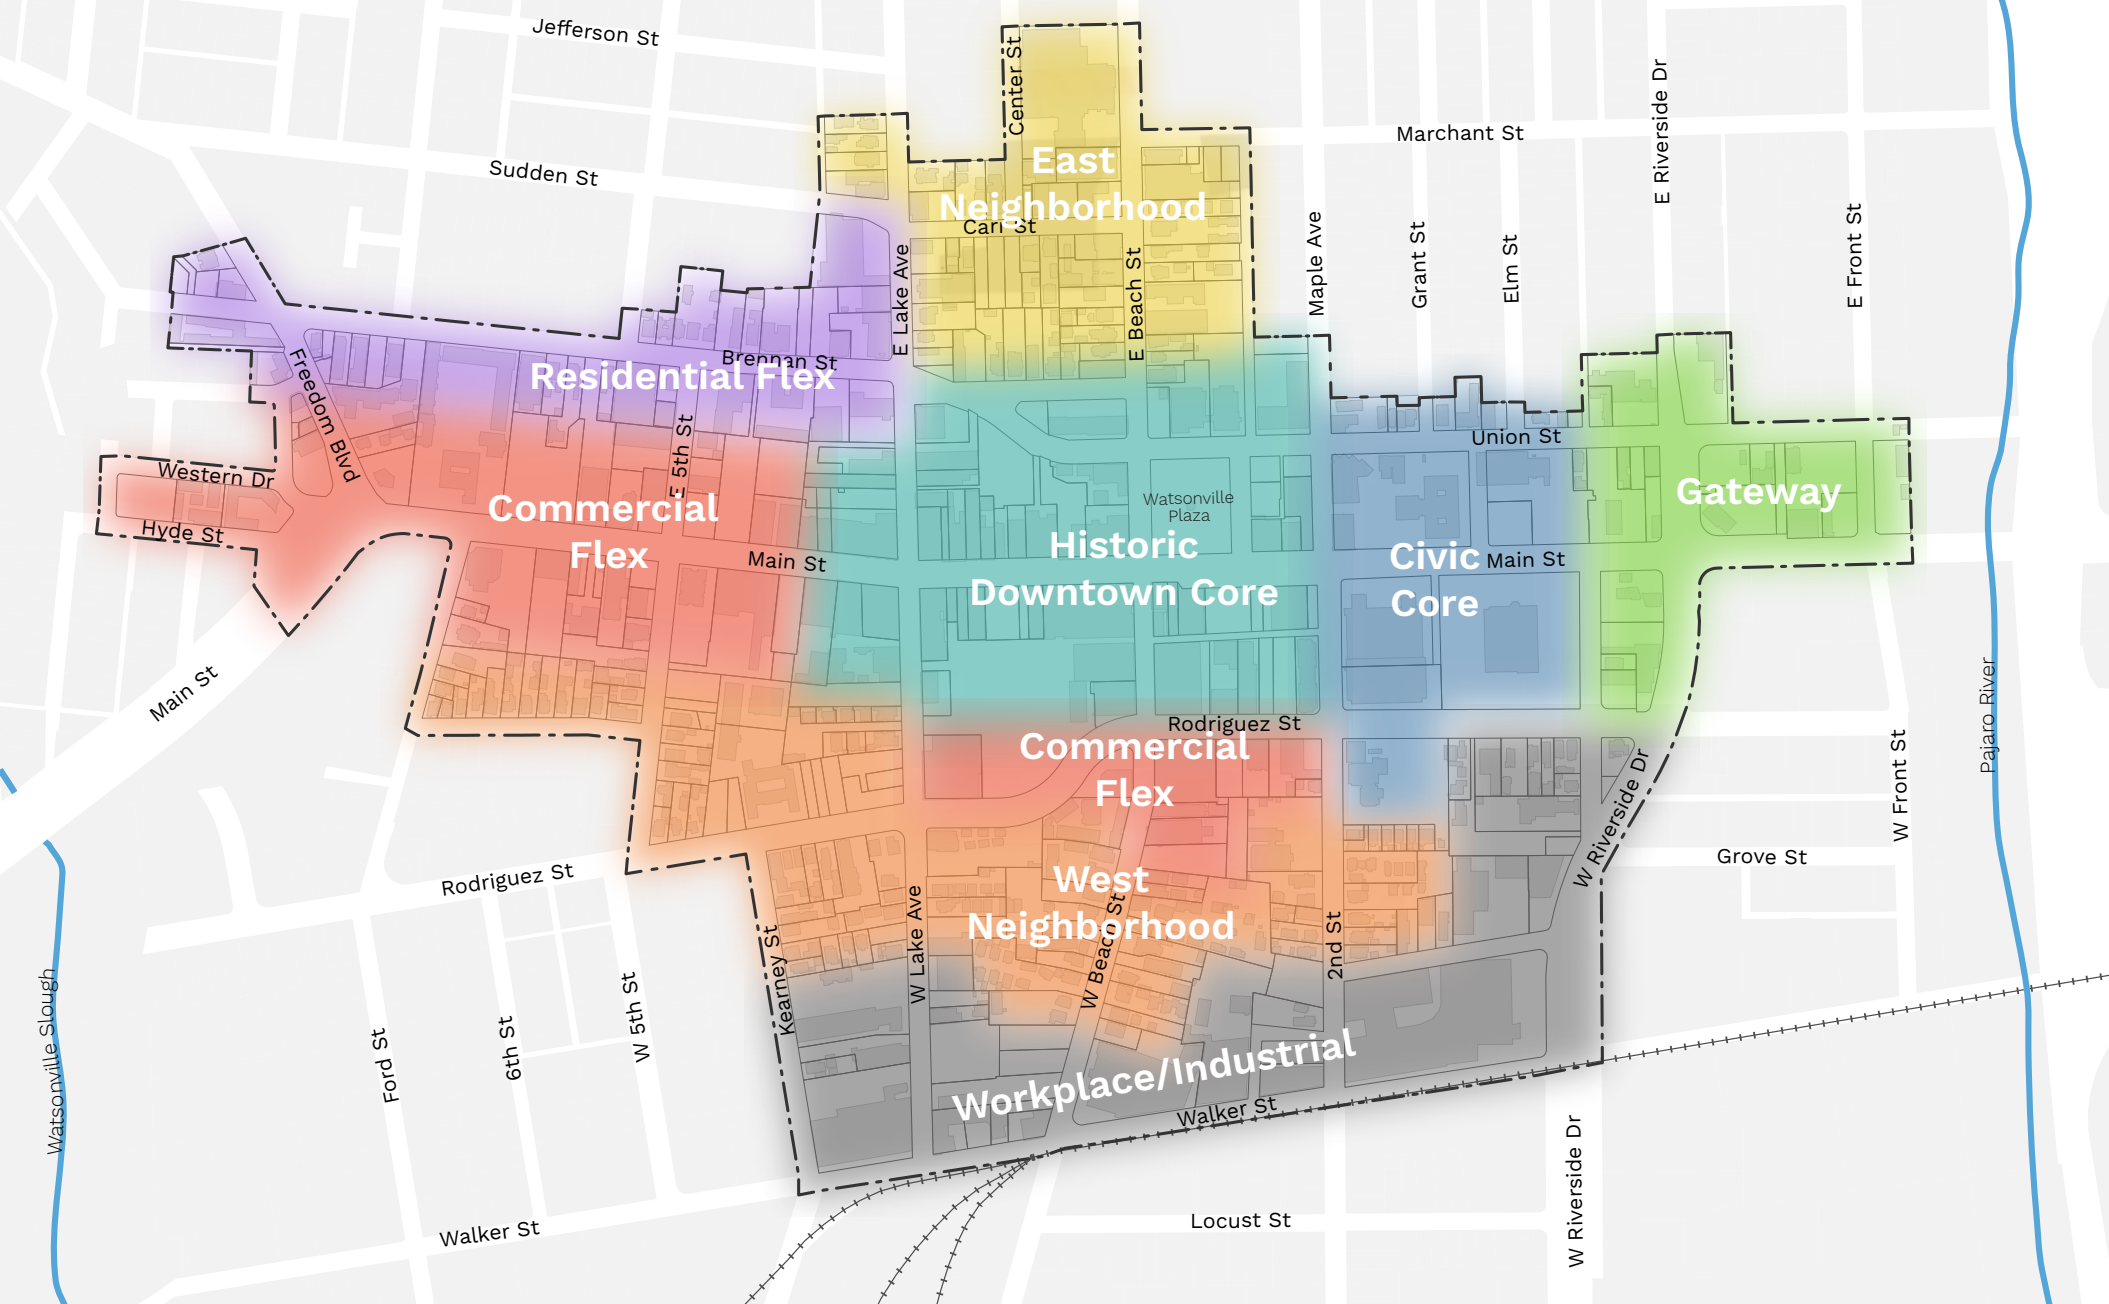 Jefferson St
Center St
Marchant St
E Riverside Dr
Sudden St
East
Neighborhood
Carr St
E Lake Ave
E Beach St
Maple Ave
Grant St
Elm St
E Front St
Brennan St
Residential Flex
Freedom Blvd
E 5th St
Union St
Western Dr
Hyde St
Commercial
Flex
Main St
Watsonville
Plaza
Historic
Downtown Core
Civic
Core
Main St
Gateway
Main St
Rodriguez St
Commercial
Flex
Pajaro River
W Front St
W Riverside Dr
Grove St
Rodriguez St
West
Neighborhood
Kearney St
W Lake Ave
W Beach St
2nd St
Watsonville Slough
Ford St
6th St
W 5th St
Workplace/Industrial
Walker St
W Riverside Dr
Walker St
Locust St